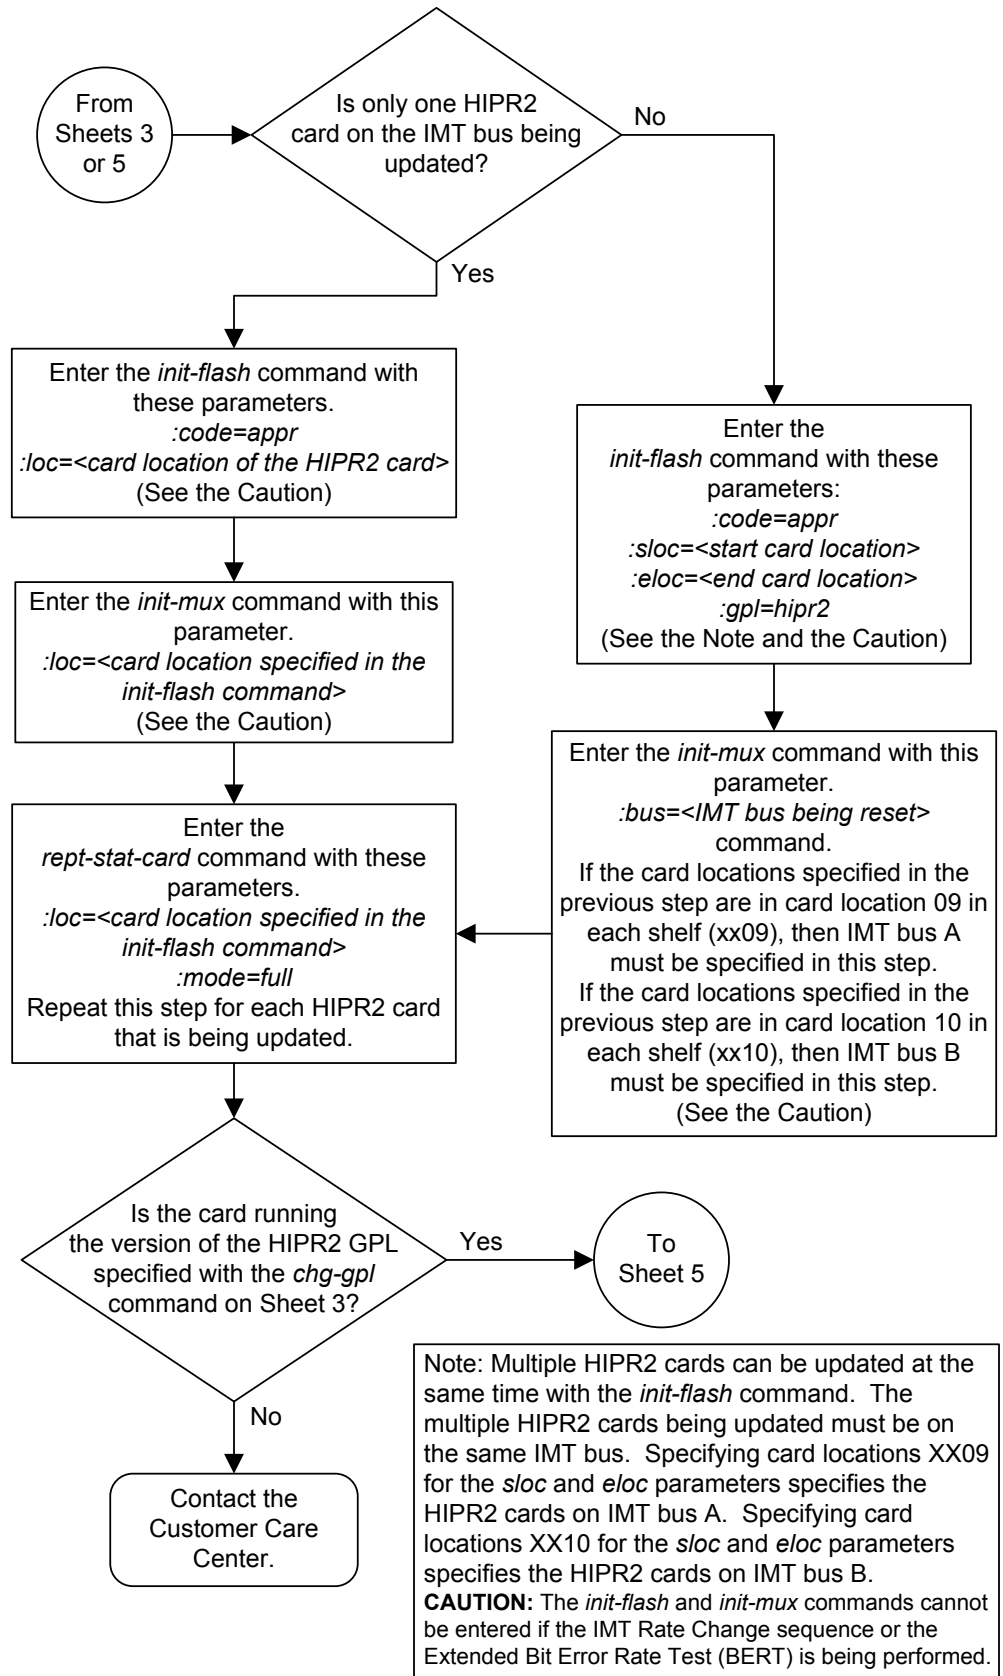 From
Sheets 3
or 5
Is only one HIPR2
card on the IMT bus being
updated?
No
Yes
Enter the init-flash command with
these parameters.
:code=appr
:loc=<card location of the HIPR2 card>
(See the Caution)
Enter the
init-flash command with these
parameters:
:code=appr
:sloc=<start card location>
:eloc=<end card location>
:gpl=hipr2
(See the Note and the Caution)
Enter the init-mux command with this
parameter.
:loc=<card location specified in the
init-flash command>
(See the Caution)
Enter the init-mux command with this
parameter.
:bus=<IMT bus being reset>
command.
If the card locations specified in the
previous step are in card location 09 in
each shelf (xx09), then IMT bus A
must be specified in this step.
If the card locations specified in the
previous step are in card location 10 in
each shelf (xx10), then IMT bus B
must be specified in this step.
(See the Caution)
Enter the
rept-stat-card command with these
parameters.
:loc=<card location specified in the
init-flash command>
:mode=full
Repeat this step for each HIPR2 card
that is being updated.
Is the card running
the version of the HIPR2 GPL
specified with the chg-gpl
command on Sheet 3?
Yes
To
Sheet 5
No
Contact the
Customer Care
Center.
Note: Multiple HIPR2 cards can be updated at the
same time with the init-flash command.  The
multiple HIPR2 cards being updated must be on
the same IMT bus.  Specifying card locations XX09
for the sloc and eloc parameters specifies the
HIPR2 cards on IMT bus A.  Specifying card
locations XX10 for the sloc and eloc parameters
specifies the HIPR2 cards on IMT bus B.
CAUTION: The init-flash and init-mux commands cannot
be entered if the IMT Rate Change sequence or the
Extended Bit Error Rate Test (BERT) is being performed.